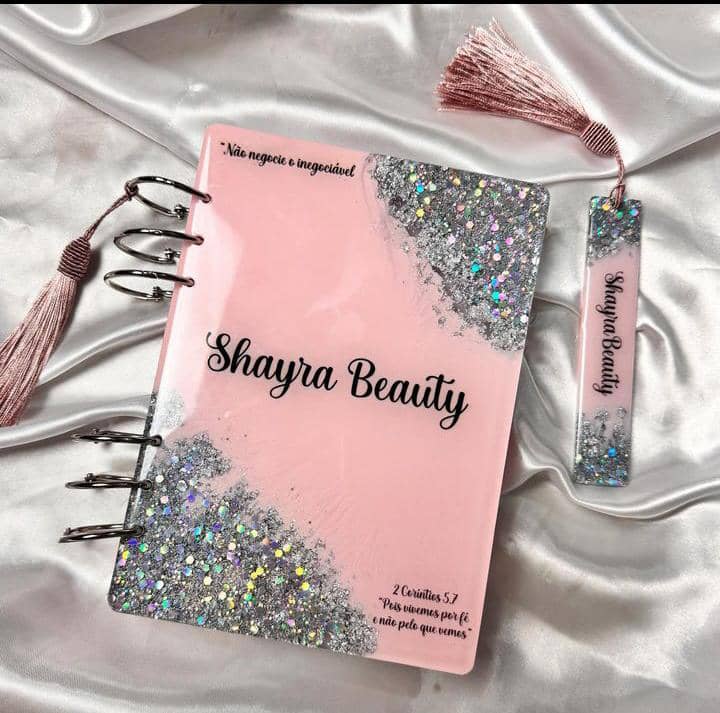 "Não negocie o inegociável
Shayra Beauty
2 Coríntios 5.7
"Pois vivemos por fé
e não pelo que vemos"
Shayra Beauty